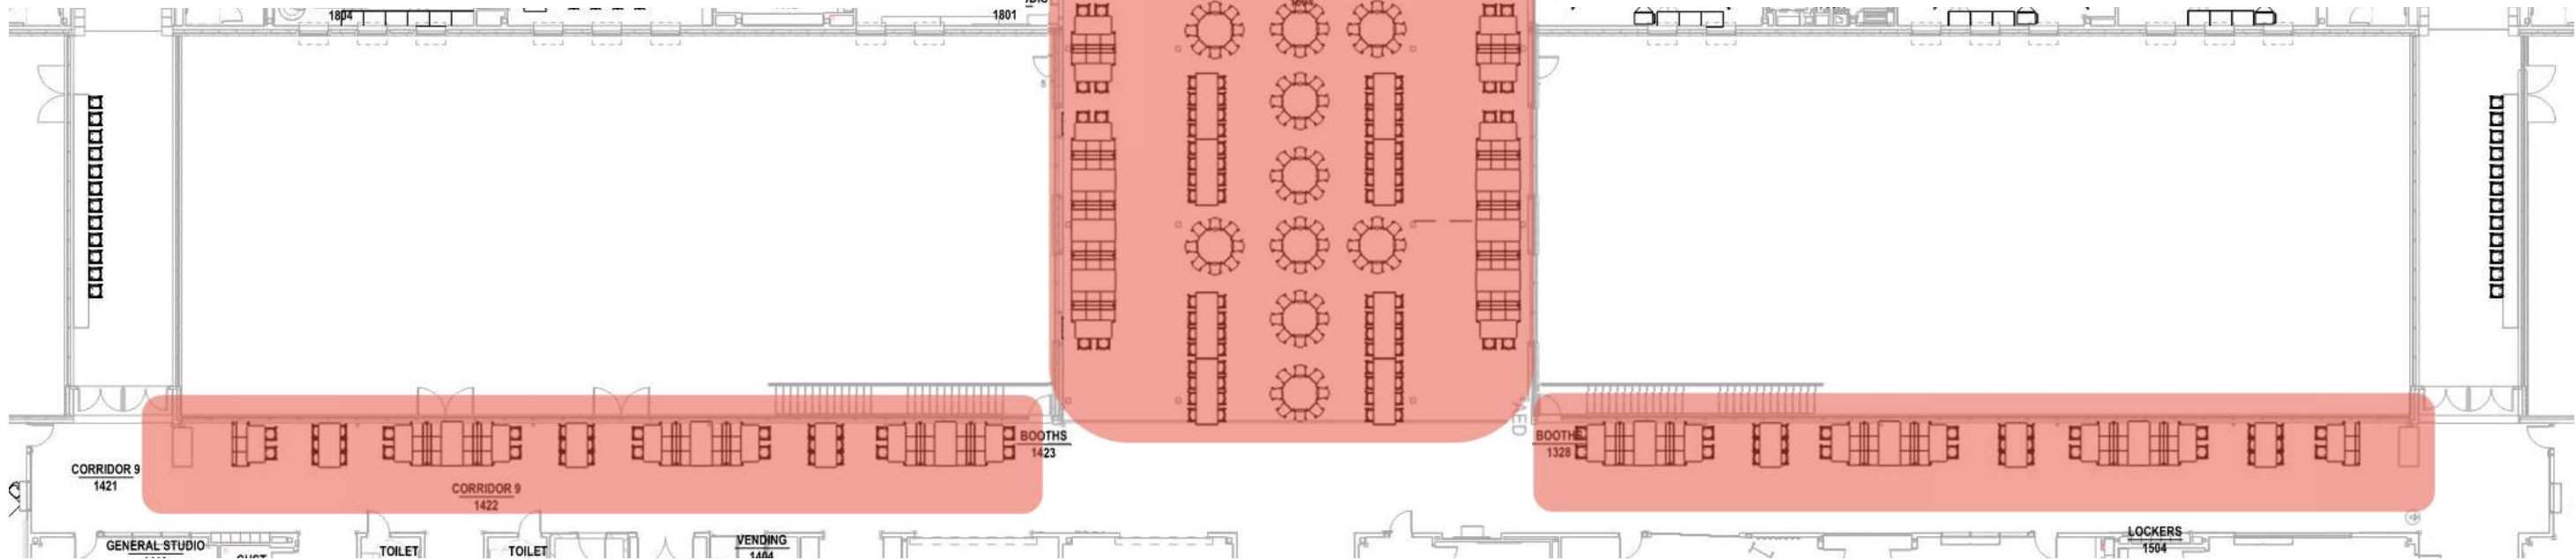 1804
1801
BOOTHS
1423
BOOTHS
1328
CORRIDOR 9
1421
CORRIDOR 9
1422
AED
GENERAL STUDIO
TOILET
TOILET
VENDING
1404
LOCKERS
1504